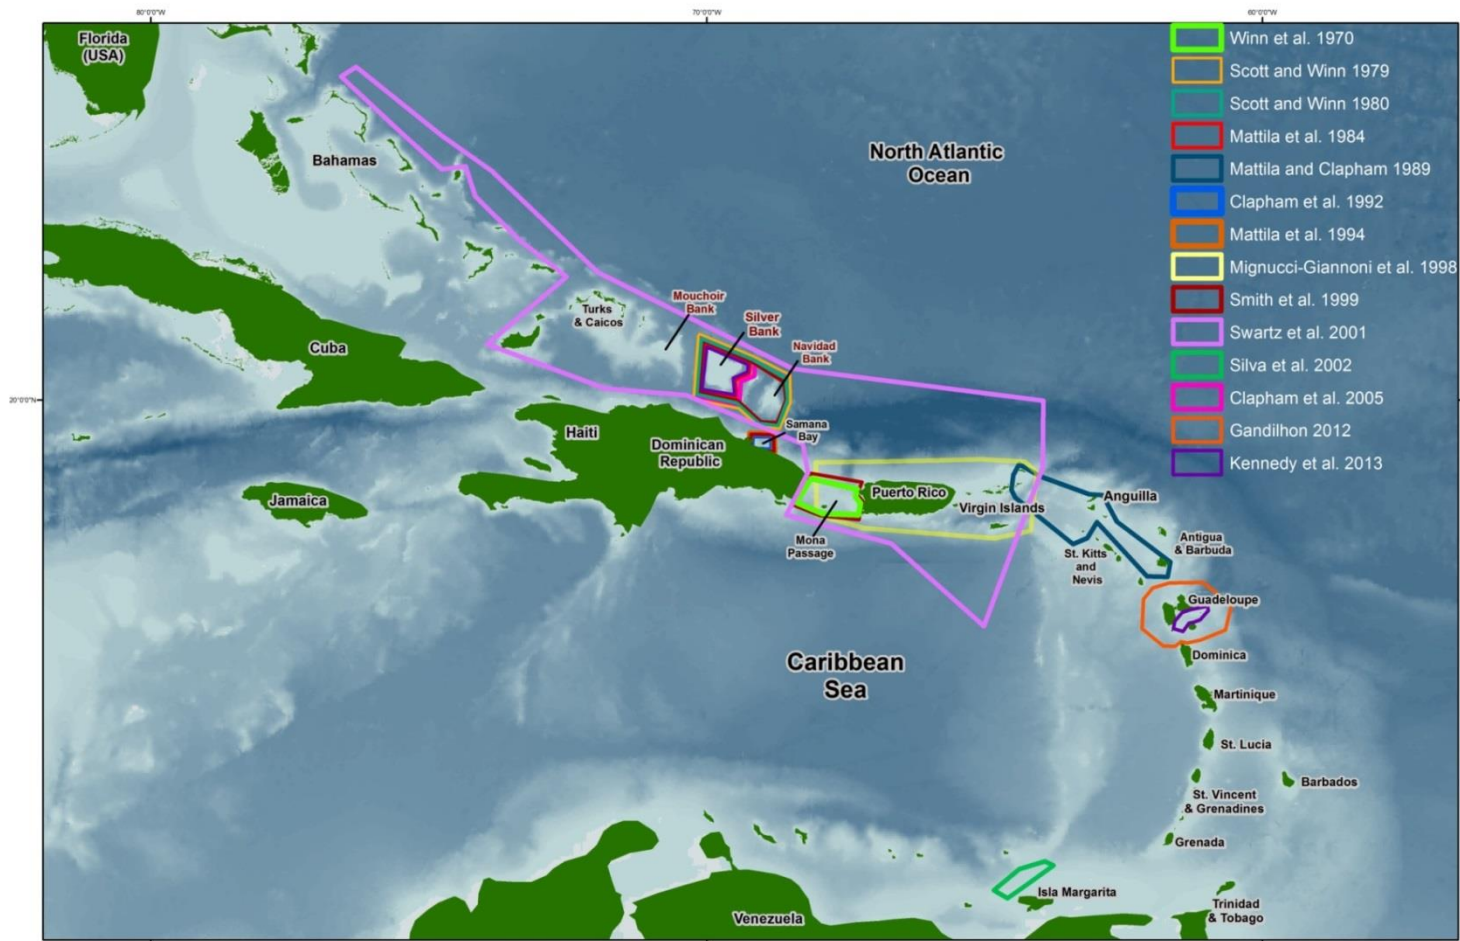 80°0'0"W
70°0'0"W
60°0'0"W
20°0'0"N
Florida
(USA)
Bahamas
North Atlantic
Ocean
Winn et al. 1970
Scott and Winn 1979
Scott and Winn 1980
Mattila et al. 1984
Mattila and Clapham 1989
Clapham et al. 1992
Mattila et al. 1994
Mignucci-Giannoni et al. 1998
Smith et al. 1999
Swartz et al. 2001
Silva et al. 2002
Clapham et al. 2005
Gandilhon 2012
Kennedy et al. 2013
Mouchoir
Bank
Silver
Bank
Navidad
Bank
Turks
& Caicos
Cuba
Haiti
Dominican
Republic
Samana
Bay
Jamaica
Puerto Rico
Virgin Islands
Anguilla
Mona
Passage
St. Kitts
and
Nevis
Antigua
& Barbuda
Guadeloupe
Dominica
Caribbean
Sea
Martinique
St. Lucia
Barbados
St. Vincent
& Grenadines
Grenada
Isla Margarita
Trinidad
& Tobago
Venezuela